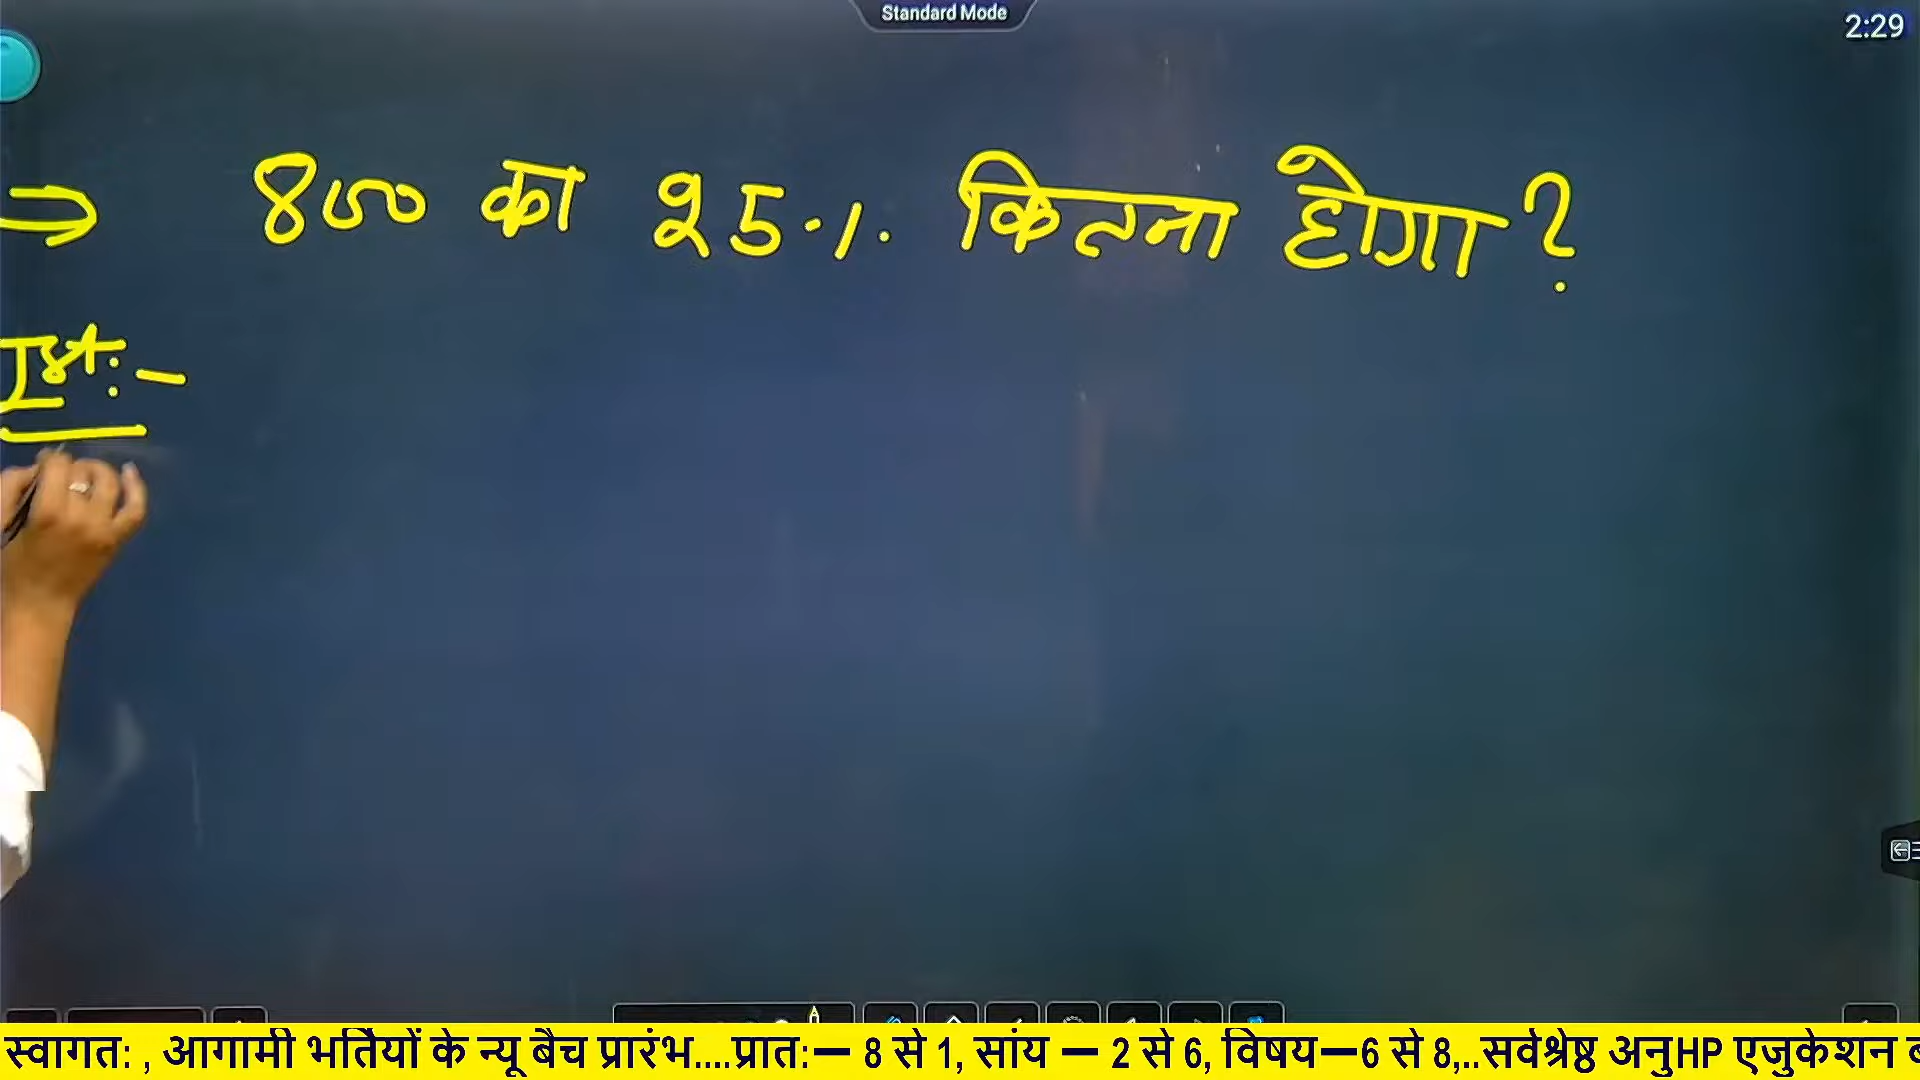 Standard Mode
2:29
⇒ 800 का 25% कितना होगा?
Ist:-
स्वागत: , आगामी भर्तियों के न्यू बैच प्रारंभ....प्रात:— 8 से 1, सांय — 2 से 6, विषय—6 से 8,..सर्वश्रेष्ठ अनुHP एजुकेशन ब